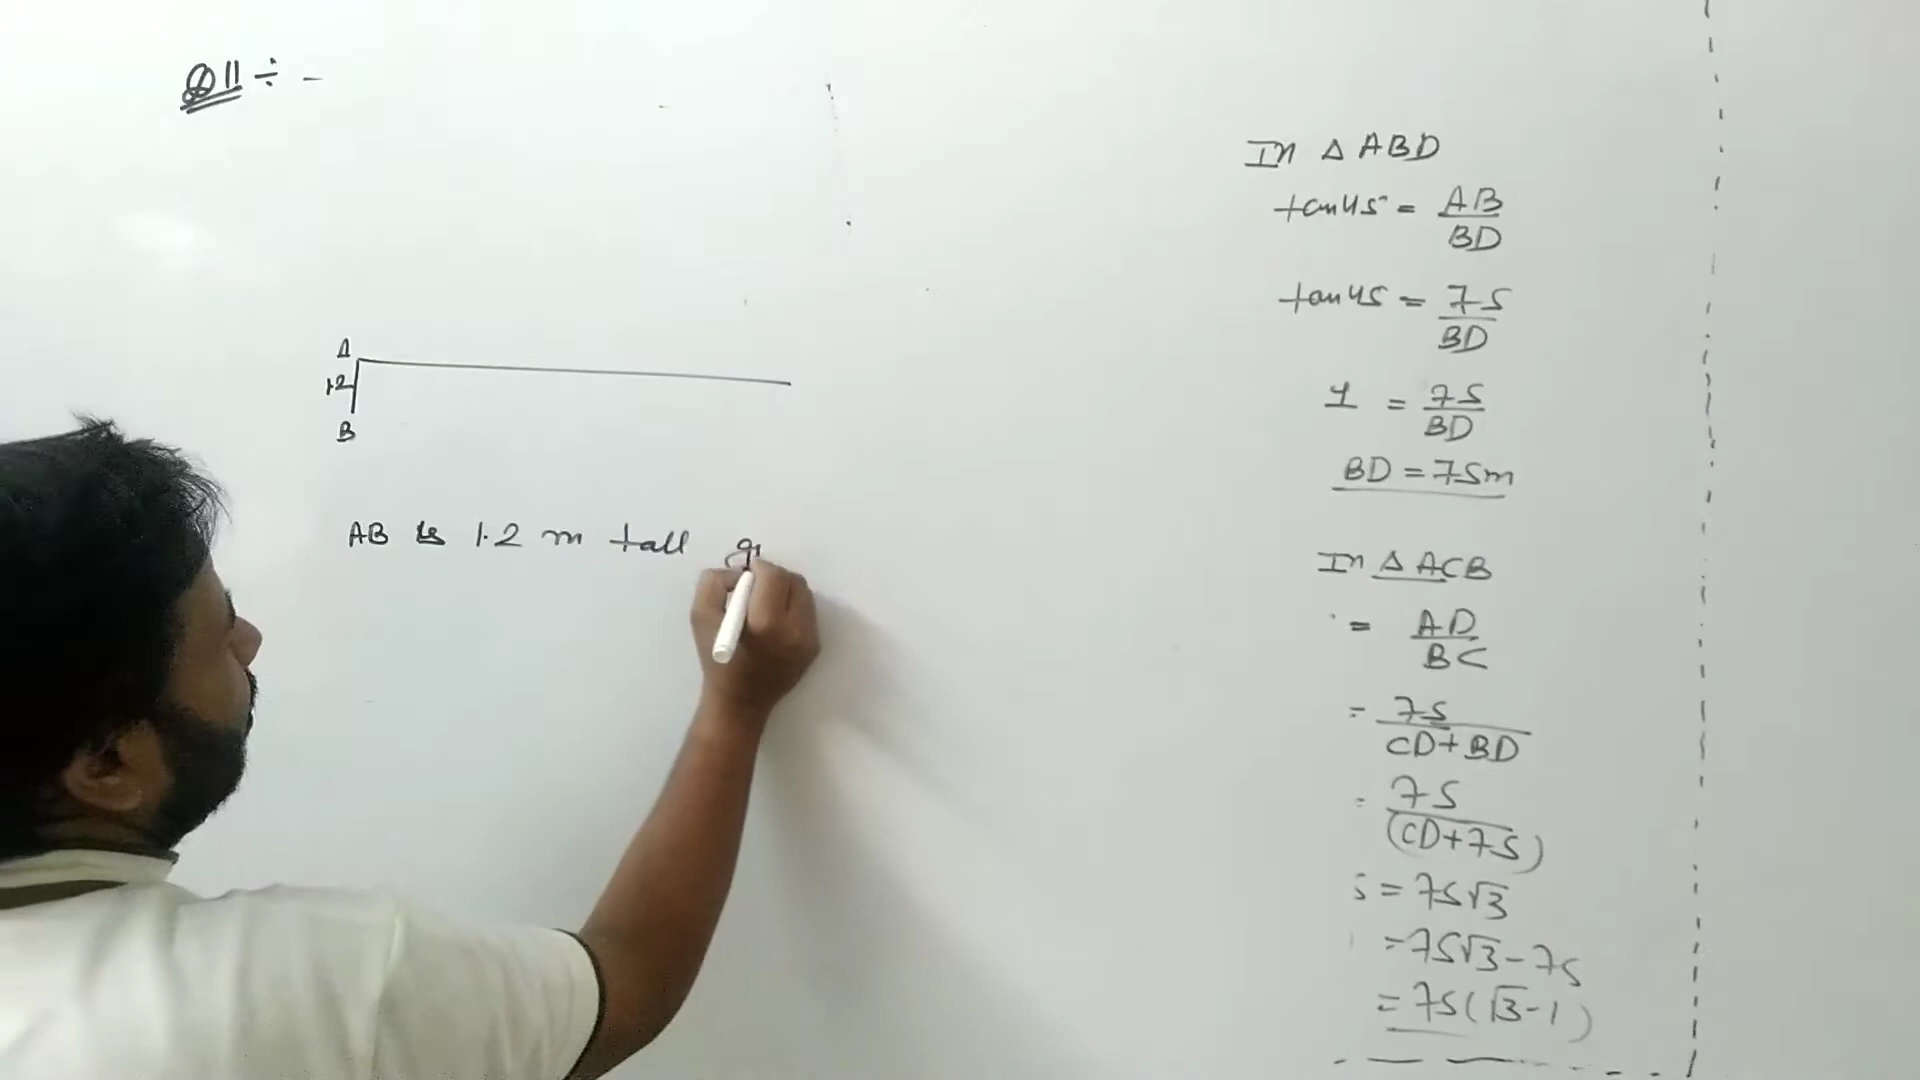 Q11 ÷ -
A
1.2
B
AB is 1.2 m tall
In Δ ABD
tan45° = AB/BD
tan45 = 75/BD
1 = 75/BD
BD = 75m
In Δ ACB
= AD/BC
= 75/CD+BD
= 75/(CD+75)
5 = 75√3
= 75√3 - 75
= 75(√3-1)